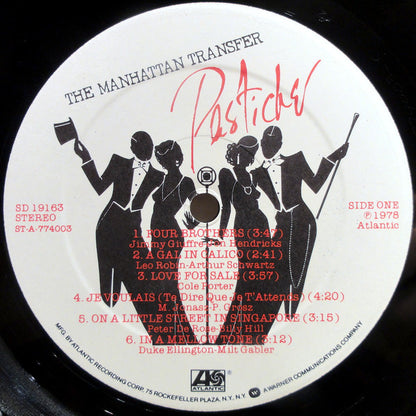 THE MANHATTAN TRANSFER
Pastiche
SD 19163
STEREO
ST-A-774003
SIDE ONE
℗ 1978
Atlantic
1. FOUR BROTHERS (3:47)
Jimmy Giuffre-Jon Hendricks
2. A GAL IN CALICO (2:41)
Leo Robin-Arthur Schwartz
3. LOVE FOR SALE (3:57)
Cole Porter
4. JE VOULAIS (Te Dire Que Je T'Attends) (4:20)
M. Jonasz-P. Grosz
5. ON A LITTLE STREET IN SINGAPORE (3:15)
Peter De Rose-Billy Hill
6. IN A MELLOW TONE (3:12)
Duke Ellington-Milt Gabler
ATLANTIC
MFG. BY ATLANTIC RECORDING CORP. 75 ROCKEFELLER PLAZA, N.Y., N.Y. W A WARNER COMMUNICATIONS COMPANY